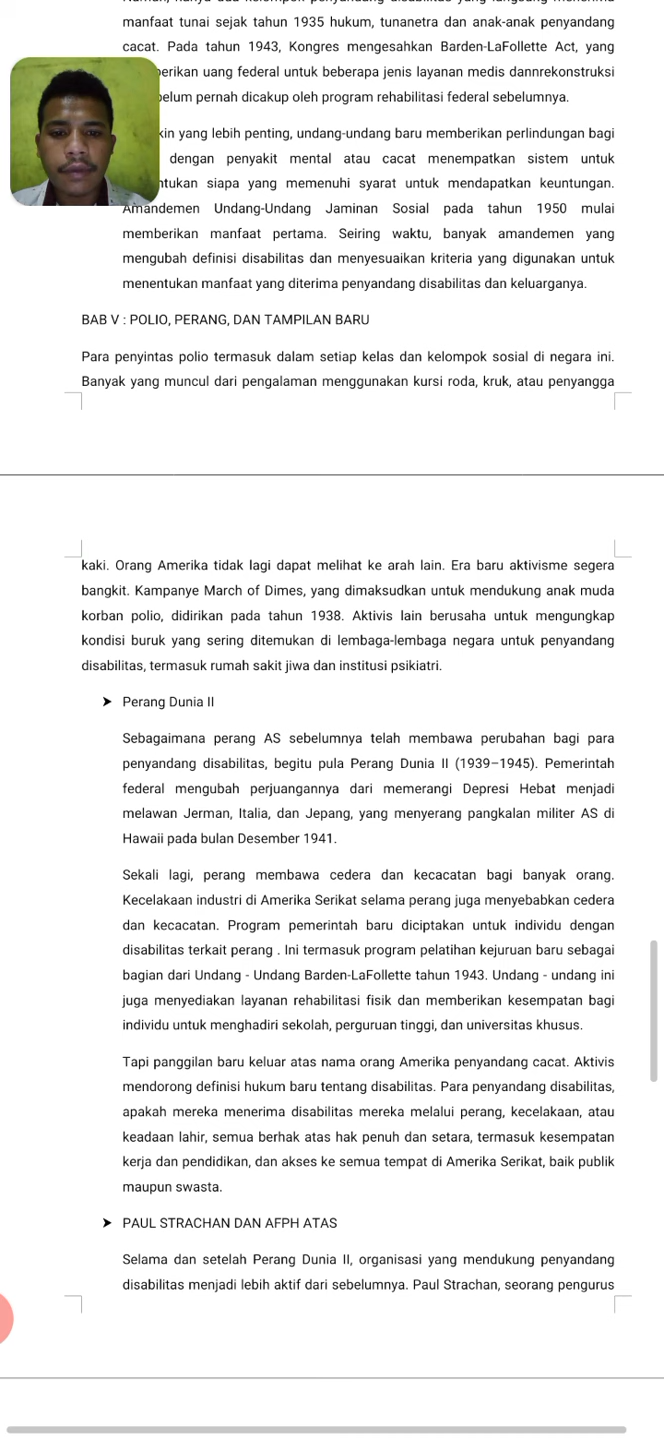 manfaat tunai sejak tahun 1935 hukum, tunanetra dan anak-anak penyandang
cacat. Pada tahun 1943, Kongres mengesahkan Barden-LaFollette Act, yang
uang federal untuk beberapa jenis layanan medis dannrekonstruksi
pernah dicakup oleh program rehabilitasi federal sebelumnya.
yang lebih penting, undang-undang baru memberikan perlindungan bagi
dengan penyakit mental atau cacat menempatkan sistem untuk
siapa yang memenuhi syarat untuk mendapatkan keuntungan.
Amandemen Undang-Undang Jaminan Sosial pada tahun 1950 mulai
memberikan manfaat pertama. Seiring waktu, banyak amandemen yang
mengubah definisi disabilitas dan menyesuaikan kriteria yang digunakan untuk
menentukan manfaat yang diterima penyandang disabilitas dan keluarganya.
BAB V : POLIO, PERANG, DAN TAMPILAN BARU
Para penyintas polio termasuk dalam setiap kelas dan kelompok sosial di negara ini.
Banyak yang muncul dari pengalaman menggunakan kursi roda, kruk, atau penyangga
kaki. Orang Amerika tidak lagi dapat melihat ke arah lain. Era baru aktivisme segera
bangkit. Kampanye March of Dimes, yang dimaksudkan untuk mendukung anak muda
korban polio, didirikan pada tahun 1938. Aktivis lain berusaha untuk mengungkap
kondisi buruk yang sering ditemukan di lembaga-lembaga negara untuk penyandang
disabilitas, termasuk rumah sakit jiwa dan institusi psikiatri.
➤ Perang Dunia II
Sebagaimana perang AS sebelumnya telah membawa perubahan bagi para
penyandang disabilitas, begitu pula Perang Dunia II (1939–1945). Pemerintah
federal mengubah perjuangannya dari memerangi Depresi Hebat menjadi
melawan Jerman, Italia, dan Jepang, yang menyerang pangkalan militer AS di
Hawaii pada bulan Desember 1941.
Sekali lagi, perang membawa cedera dan kecacatan bagi banyak orang.
Kecelakaan industri di Amerika Serikat selama perang juga menyebabkan cedera
dan kecacatan. Program pemerintah baru diciptakan untuk individu dengan
disabilitas terkait perang . Ini termasuk program pelatihan kejuruan baru sebagai
bagian dari Undang - Undang Barden-LaFollette tahun 1943. Undang - undang ini
juga menyediakan layanan rehabilitasi fisik dan memberikan kesempatan bagi
individu untuk menghadiri sekolah, perguruan tinggi, dan universitas khusus.
Tapi panggilan baru keluar atas nama orang Amerika penyandang cacat. Aktivis
mendorong definisi hukum baru tentang disabilitas. Para penyandang disabilitas,
apakah mereka menerima disabilitas mereka melalui perang, kecelakaan, atau
keadaan lahir, semua berhak atas hak penuh dan setara, termasuk kesempatan
kerja dan pendidikan, dan akses ke semua tempat di Amerika Serikat, baik publik
maupun swasta.
➤ PAUL STRACHAN DAN AFPH ATAS
Selama dan setelah Perang Dunia II, organisasi yang mendukung penyandang
disabilitas menjadi lebih aktif dari sebelumnya. Paul Strachan, seorang pengurus